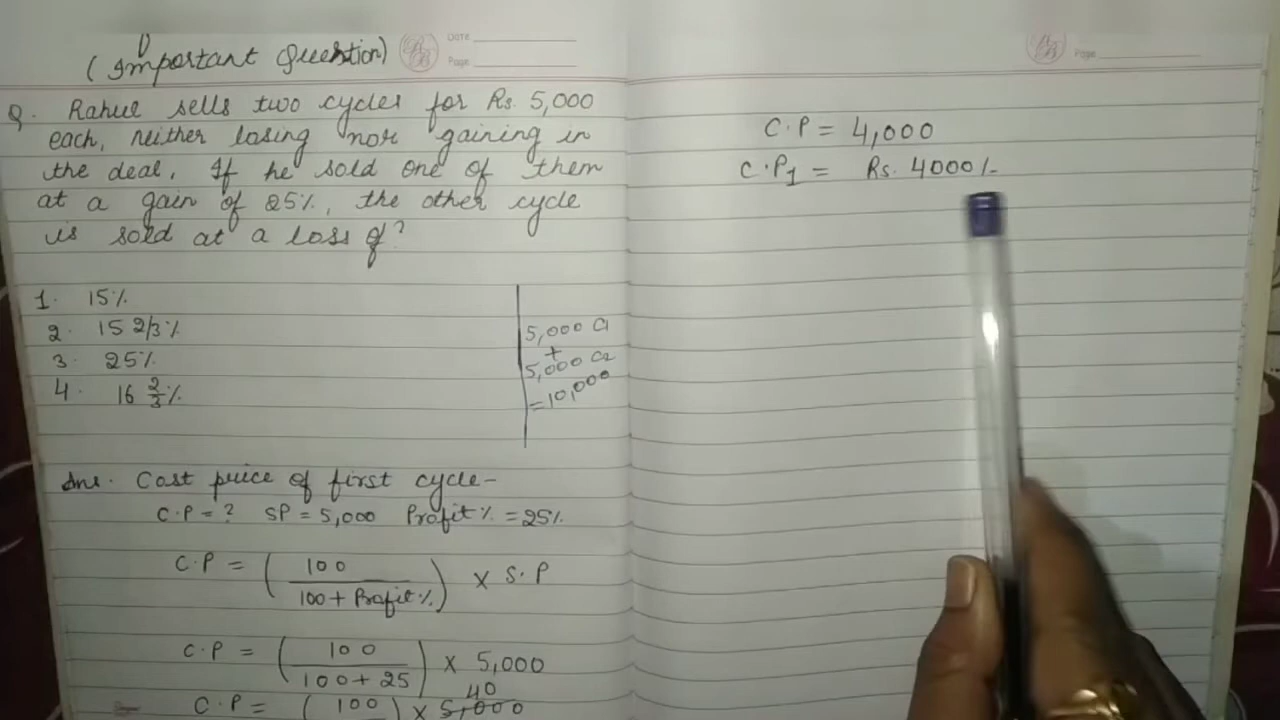 (Important Question)
DATE
Page
Q. Rahul sells two cycles for Rs. 5,000
each, neither losing nor gaining in
the deal. If he sold one of them
at a gain of 25%, the other cycle
is sold at a loss of?
1. 15%
2. 15 2/3%
3. 25%
4. 16 2/3%
5,000 C1
+
5,000 C2
=10,000
Ans. Cost price of first cycle-
C.P = ? SP = 5,000 Profit% = 25%
C.P = (100/100 + Profit%) × S.P
C.P = (100/100+25) × 5,000
40
C.P = (100 ) × 5,000
Page
C.P = 4,000
C.P1 = Rs. 4000/-